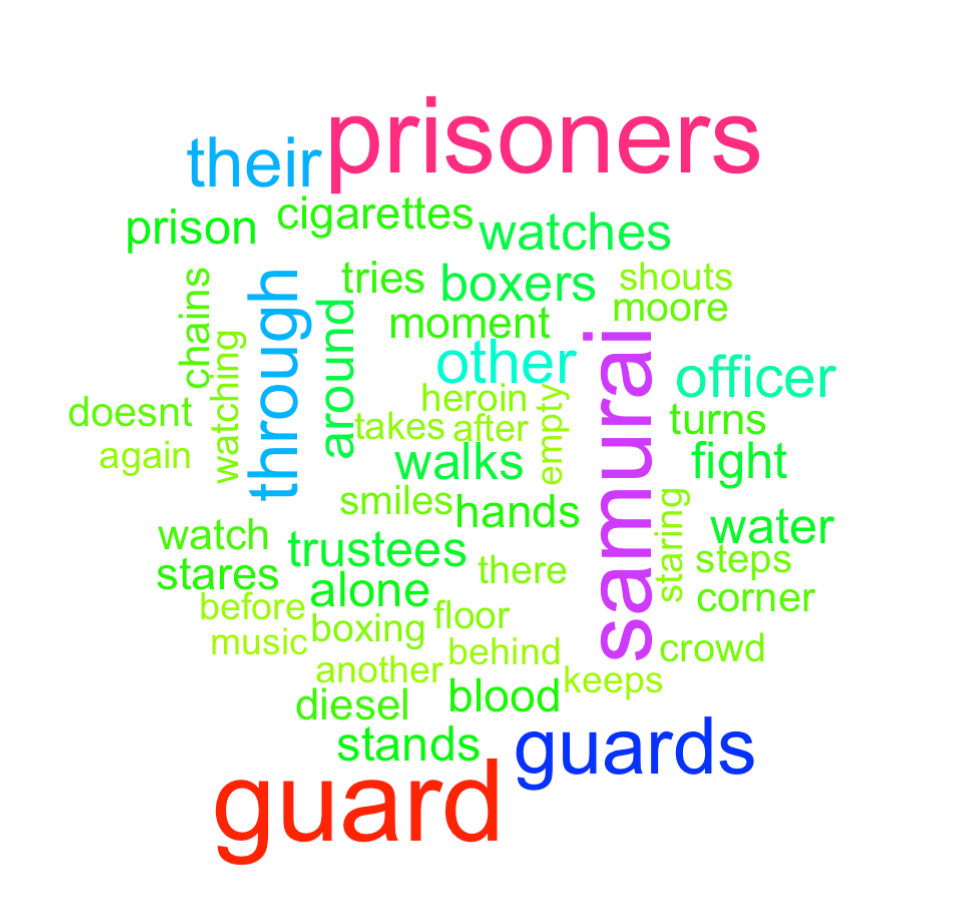 prisoners
their
cigarettes
prison
watches
tries
boxers
shouts
moore
chains
through
around
moment
samurai
other
officer
watching
heroin
empty
doesnt
takes
after
turns
again
walks
fight
smiles
hands
staring
water
watch
trustees
there
steps
stares
alone
corner
before
floor
music
boxing
behind
crowd
another
keeps
diesel
blood
stands
guards
guard